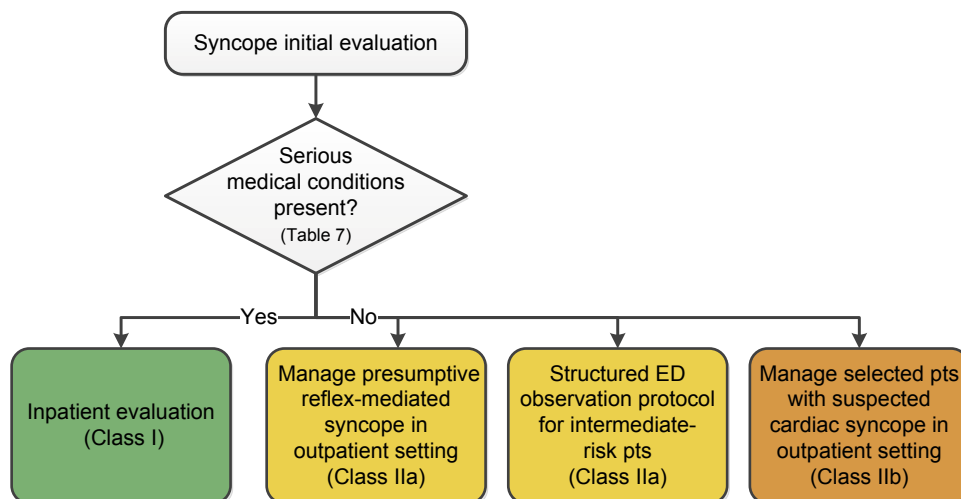 Syncope initial evaluation
Serious
medical conditions
present?
(Table 7)
Yes
No
Inpatient evaluation
(Class I)
Manage presumptive
reflex-mediated
syncope in
outpatient setting
(Class IIa)
Structured ED
observation protocol
for intermediate-
risk pts
(Class IIa)
Manage selected pts
with suspected
cardiac syncope in
outpatient setting
(Class IIb)